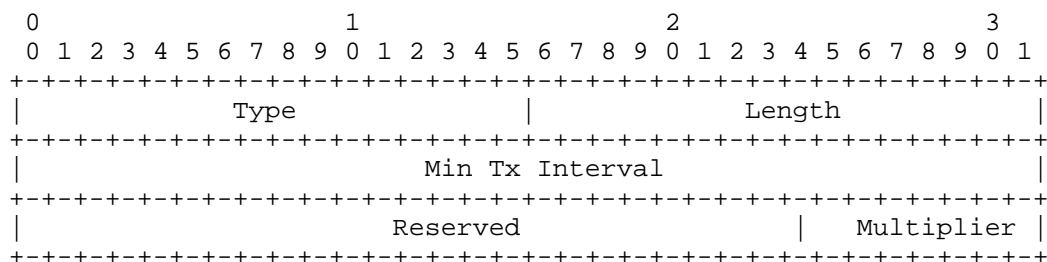 0                   1                   2                   3
 0 1 2 3 4 5 6 7 8 9 0 1 2 3 4 5 6 7 8 9 0 1 2 3 4 5 6 7 8 9 0 1
+-+-+-+-+-+-+-+-+-+-+-+-+-+-+-+-+-+-+-+-+-+-+-+-+-+-+-+-+-+-+-+-+
|             Type              |             Length            |
+-+-+-+-+-+-+-+-+-+-+-+-+-+-+-+-+-+-+-+-+-+-+-+-+-+-+-+-+-+-+-+-+
|                         Min Tx Interval                       |
+-+-+-+-+-+-+-+-+-+-+-+-+-+-+-+-+-+-+-+-+-+-+-+-+-+-+-+-+-+-+-+-+
|                       Reserved                |   Multiplier  |
+-+-+-+-+-+-+-+-+-+-+-+-+-+-+-+-+-+-+-+-+-+-+-+-+-+-+-+-+-+-+-+-+